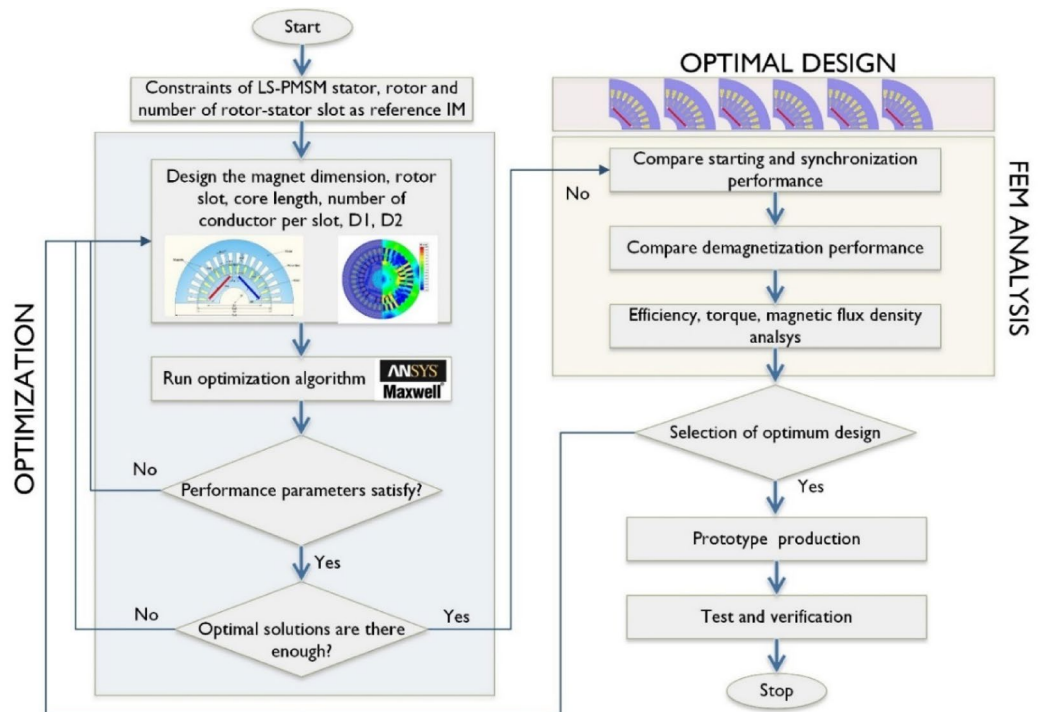 Start
Constraints of LS-PMSM stator, rotor and
number of rotor-stator slot as reference IM
OPTIMIZATION
Design the magnet dimension, rotor
slot, core length, number of
conductor per slot, D1, D2
Run optimization algorithm
ANSYS
Maxwell
No
Performance parameters satisfy?
Yes
No
Optimal solutions are there
enough?
Yes
OPTIMAL DESIGN
FEM ANALYSIS
No
Compare starting and synchronization
performance
Compare demagnetization performance
Efficiency, torque, magnetic flux density
analsys
Selection of optimum design
Yes
Prototype production
Test and verification
Stop